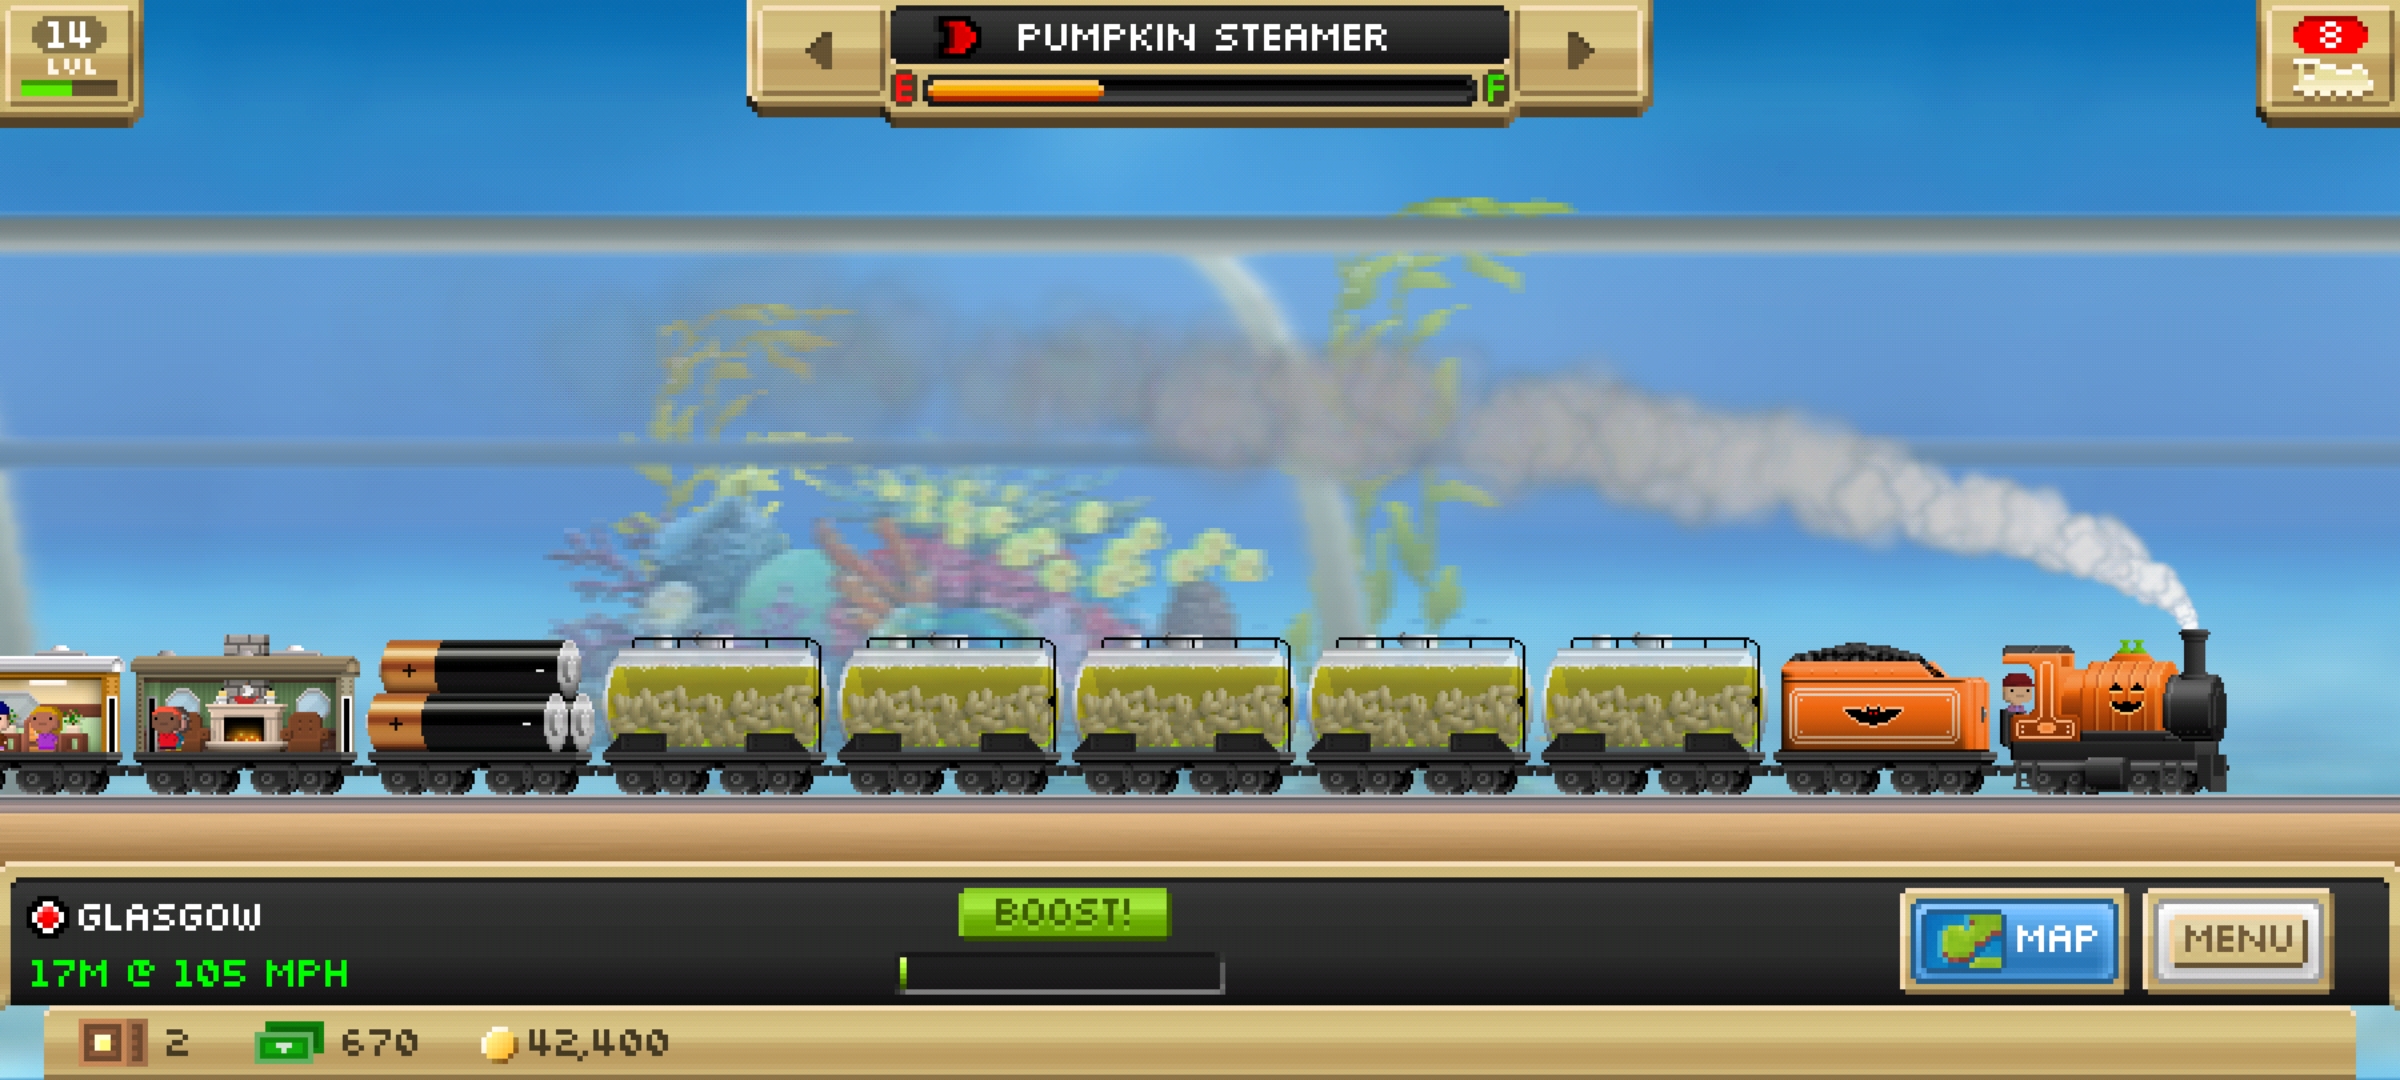 14
LVL
PUMPKIN STEAMER
E F
8
+ -
+ -
GLASGOW
17M @ 105 MPH
BOOST!
MAP
MENU
2 670 42,400